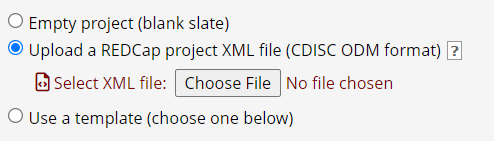 Empty project (blank slate)
Upload a REDCap project XML file (CDISC ODM format) ?
Select XML file: Choose File No file chosen
Use a template (choose one below)